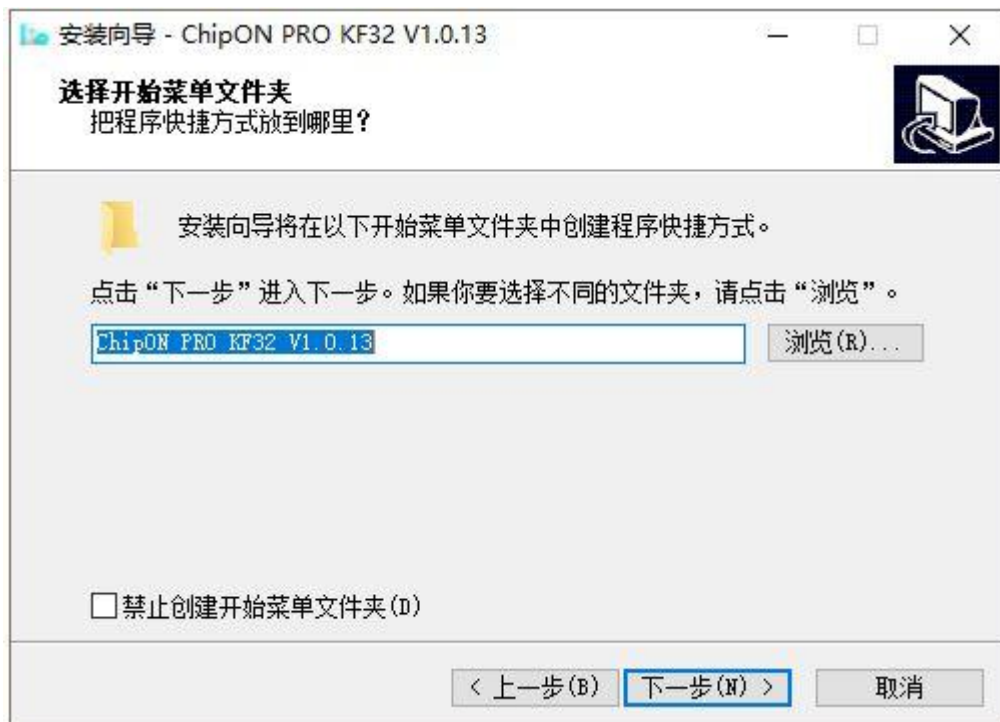 安装向导 - ChipON PRO KF32 V1.0.13
选择开始菜单文件夹
把程序快捷方式放到哪里？
安装向导将在以下开始菜单文件夹中创建程序快捷方式。
点击“下一步”进入下一步。如果你要选择不同的文件夹，请点击“浏览”。
ChipON PRO KF32 V1.0.13
浏览(R)...
禁止创建开始菜单文件夹(D)
< 上一步(B)
下一步(N) >
取消